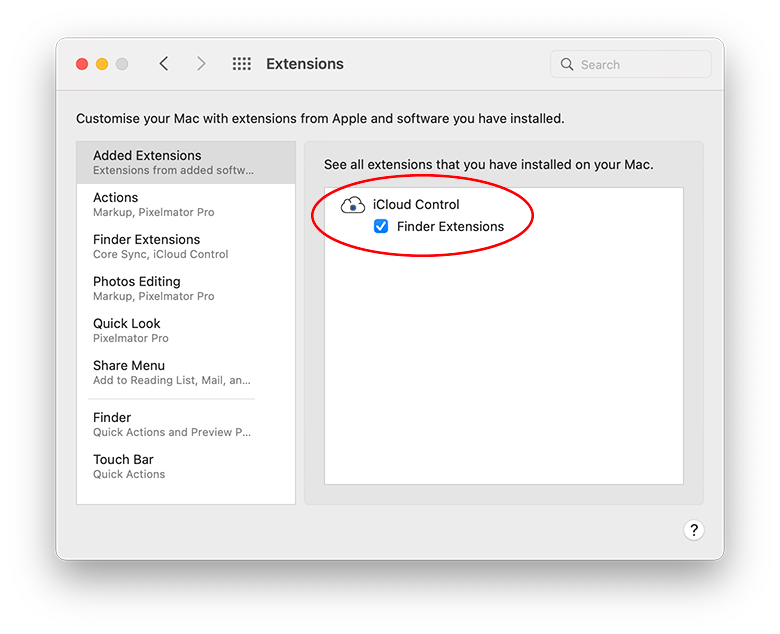 Extensions
Search
Customise your Mac with extensions from Apple and software you have installed.
Added Extensions
Extensions from added softw...
Actions
Markup, Pixelmator Pro
Finder Extensions
Core Sync, iCloud Control
Photos Editing
Markup, Pixelmator Pro
Quick Look
Pixelmator Pro
Share Menu
Add to Reading List, Mail, an...
Finder
Quick Actions and Preview P...
Touch Bar
Quick Actions
See all extensions that you have installed on your Mac.
iCloud Control
Finder Extensions
?